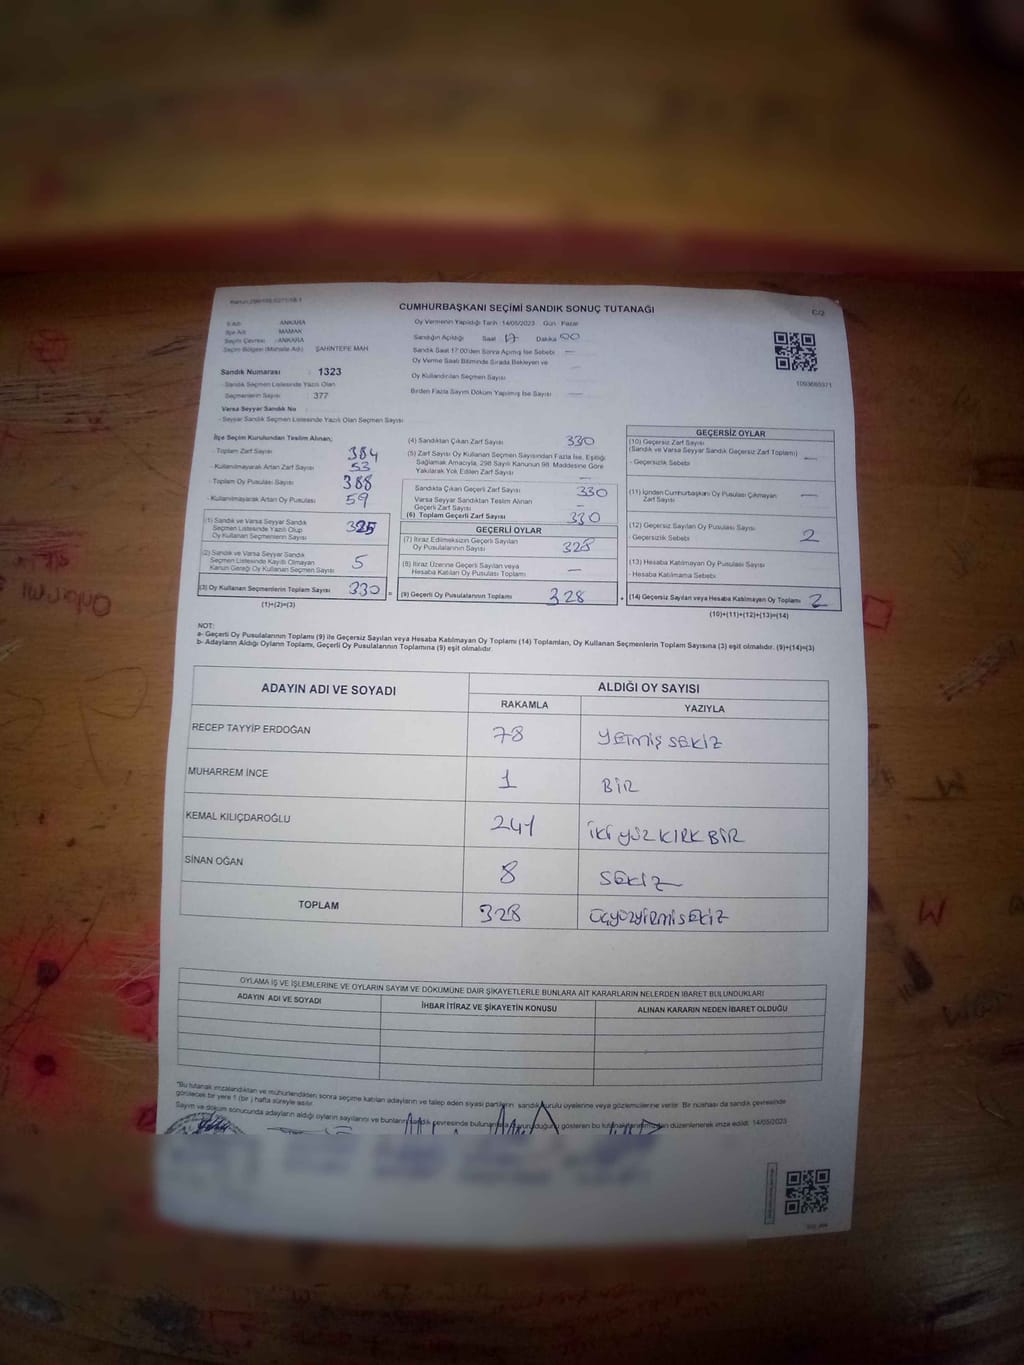 CUMHURBAŞKANI SEÇİMİ SANDIK SONUÇ TUTANAĞI
C/2
İl Adı : ANKARA
İlçe Adı : MAMAK
Seçim Çevresi : ANKARA
Seçim Bölgesi (Mahalle Adı) : ŞAHİNTEPE MAH
Sandık Numarası : 1323
- Sandık Seçmen Listesinde Yazılı Olan
Seçmenlerin Sayısı : 377
Varsa Seyyar Sandık No
- Seyyar Sandık Seçmen Listesinde Yazılı Olan Seçmen Sayısı
Oy Vermenin Yapıldığı Tarih : 14/05/2023 Gün : Pazar
Sandığın Açıldığı Saat 17 Dakika 00
Sandık Saat 17:00'den Sonra Açılmış İse Sebebi —
Oy Verme Saati Bitiminde Sırada Bekleyen ve
Oy Kullandırılan Seçmen Sayısı
Birden Fazla Sayım Döküm Yapılmış İse Sayısı —
1093665371
İlçe Seçim Kurulundan Teslim Alınan;
- Toplam Zarf Sayısı 384
- Kullanılmayarak Artan Zarf Sayısı 53
- Toplam Oy Pusulası Sayısı 388
- Kullanılmayarak Artan Oy Pusulası 59
(1) Sandık ve Varsa Seyyar Sandık
Seçmen Listesinde Yazılı Olup
Oy Kullanan Seçmenlerin Sayısı 325
(2) Sandık ve Varsa Seyyar Sandık
Seçmen Listesinde Kayıtlı Olmayan
Kanun Gereği Oy Kullanan Seçmen Sayısı 5
(3) Oy Kullanan Seçmenlerin Toplam Sayısı 330
(1)+(2)=(3)
(4) Sandıktan Çıkan Zarf Sayısı 330
(5) Zarf Sayısı Oy Kullanan Seçmen Sayısından Fazla İse, Eşitliği
Sağlamak Amacıyla, 298 Sayılı Kanunun 98. Maddesine Göre
Yakılarak Yok Edilen Zarf Sayısı —
Sandıkta Çıkan Geçerli Zarf Sayısı 330
Varsa Seyyar Sandıktan Teslim Alınan
Geçerli Zarf Sayısı —
(6) Toplam Geçerli Zarf Sayısı 330
GEÇERLİ OYLAR
(7) İtiraz Edilmeksizin Geçerli Sayılan
Oy Pusulalarının Sayısı 328
(8) İtiraz Üzerine Geçerli Sayılan veya
Hesaba Katılan Oy Pusulası Toplamı —
= (9) Geçerli Oy Pusulalarının Toplamı 328
GEÇERSİZ OYLAR
(10) Geçersiz Zarf Sayısı
(Sandık ve Varsa Seyyar Sandık Geçersiz Zarf Toplamı) —
- Geçersizlik Sebebi
(11) İçinden Cumhurbaşkanı Oy Pusulası Çıkmayan
Zarf Sayısı —
(12) Geçersiz Sayılan Oy Pusulası Sayısı 2
- Geçersizlik Sebebi
(13) Hesaba Katılmayan Oy Pusulası Sayısı
- Hesaba Katılmama Sebebi
+ (14) Geçersiz Sayılan veya Hesaba Katılmayan Oy Toplamı 2
(10)+(11)+(12)+(13)=(14)
NOT:
a- Geçerli Oy Pusulalarının Toplamı (9) ile Geçersiz Sayılan veya Hesaba Katılmayan Oy Toplamı (14) Toplamları, Oy Kullanan Seçmenlerin Toplam Sayısına (3) eşit olmalıdır. (9)+(14)=(3)
b- Adayların Aldığı Oyların Toplamı, Geçerli Oy Pusulalarının Toplamına (9) eşit olmalıdır.
ADAYIN ADI VE SOYADI ALDIĞI OY SAYISI
RAKAMLA YAZIYLA
RECEP TAYYİP ERDOĞAN 78 YETMİŞ SEKİZ
MUHARREM İNCE 1 BİR
KEMAL KILIÇDAROĞLU 241 İKİ YÜZ KIRK BİR
SİNAN OĞAN 8 SEKİZ
TOPLAM 328 ÜÇYÜZYİRMİSEKİZ
OYLAMA İŞ VE İŞLEMLERİNE VE OYLARIN SAYIM VE DÖKÜMÜNE DAİR ŞİKAYETLERLE BUNLARA AİT KARARLARIN NELERDEN İBARET BULUNDUKLARI
ADAYIN ADI VE SOYADI İHBAR İTİRAZ VE ŞİKAYETİN KONUSU ALINAN KARARIN NEDEN İBARET OLDUĞU
"Bu tutanak imzalandıktan ve mühürlendikten sonra seçime katılan adayların ve talep eden siyasi partilerin sandık kurulu üyelerine veya gözlemcilerine verilir. Bir nüshası da sandık çevresinde
görülecek bir yere 1 (bir) hafta süreyle asılır.
Sayım ve döküm sonucunda adayların aldığı oyların sayılarını ve bunların sandık çevresinde bulunanlara duyurulduğunu gösteren bu tutanak tarafımızdan düzenlenerek imza edildi. 14/05/2023